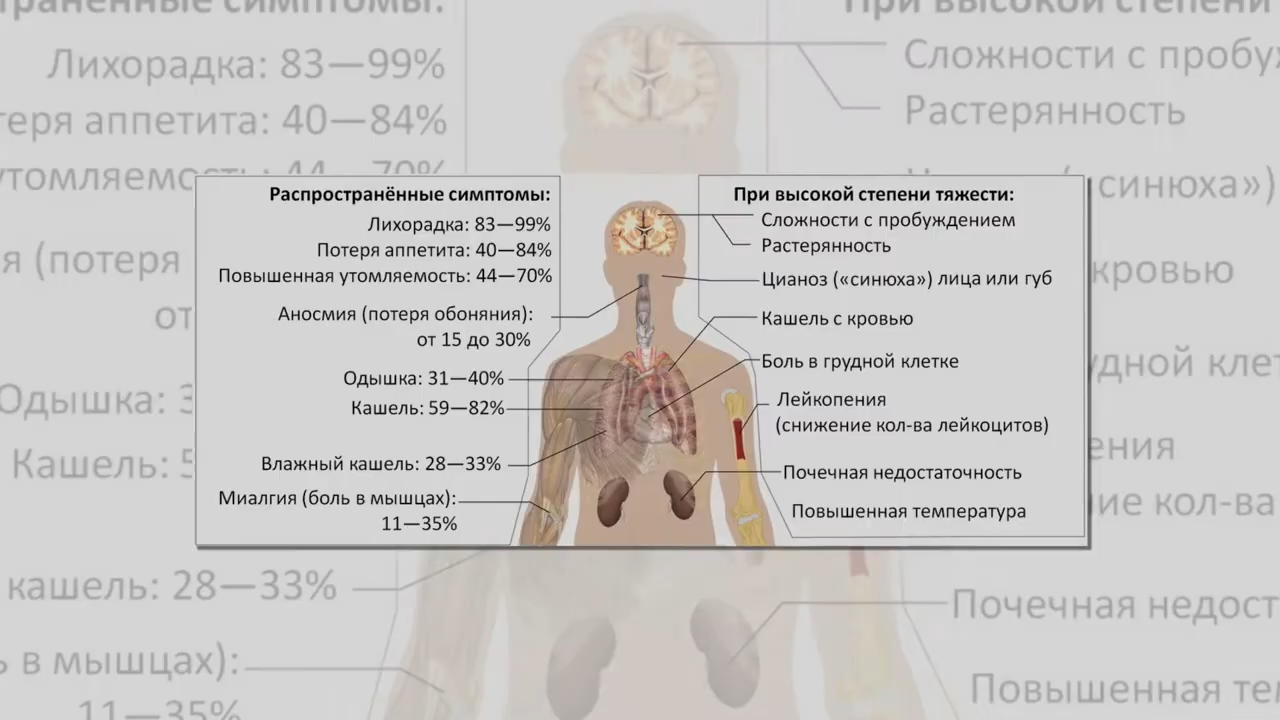 Распространённые симптомы:
Лихорадка: 83—99%
Потеря аппетита: 40—84%
Повышенная утомляемость: 44—70%
Аносмия (потеря обоняния):
от 15 до 30%
Одышка: 31—40%
Кашель: 59—82%
Влажный кашель: 28—33%
Миалгия (боль в мышцах):
11—35%
При высокой степени тяжести:
Сложности с пробуждением
Растерянность
Цианоз («синюха») лица или губ
Кашель с кровью
Боль в грудной клетке
Лейкопения
(снижение кол-ва лейкоцитов)
Почечная недостаточность
Повышенная температура